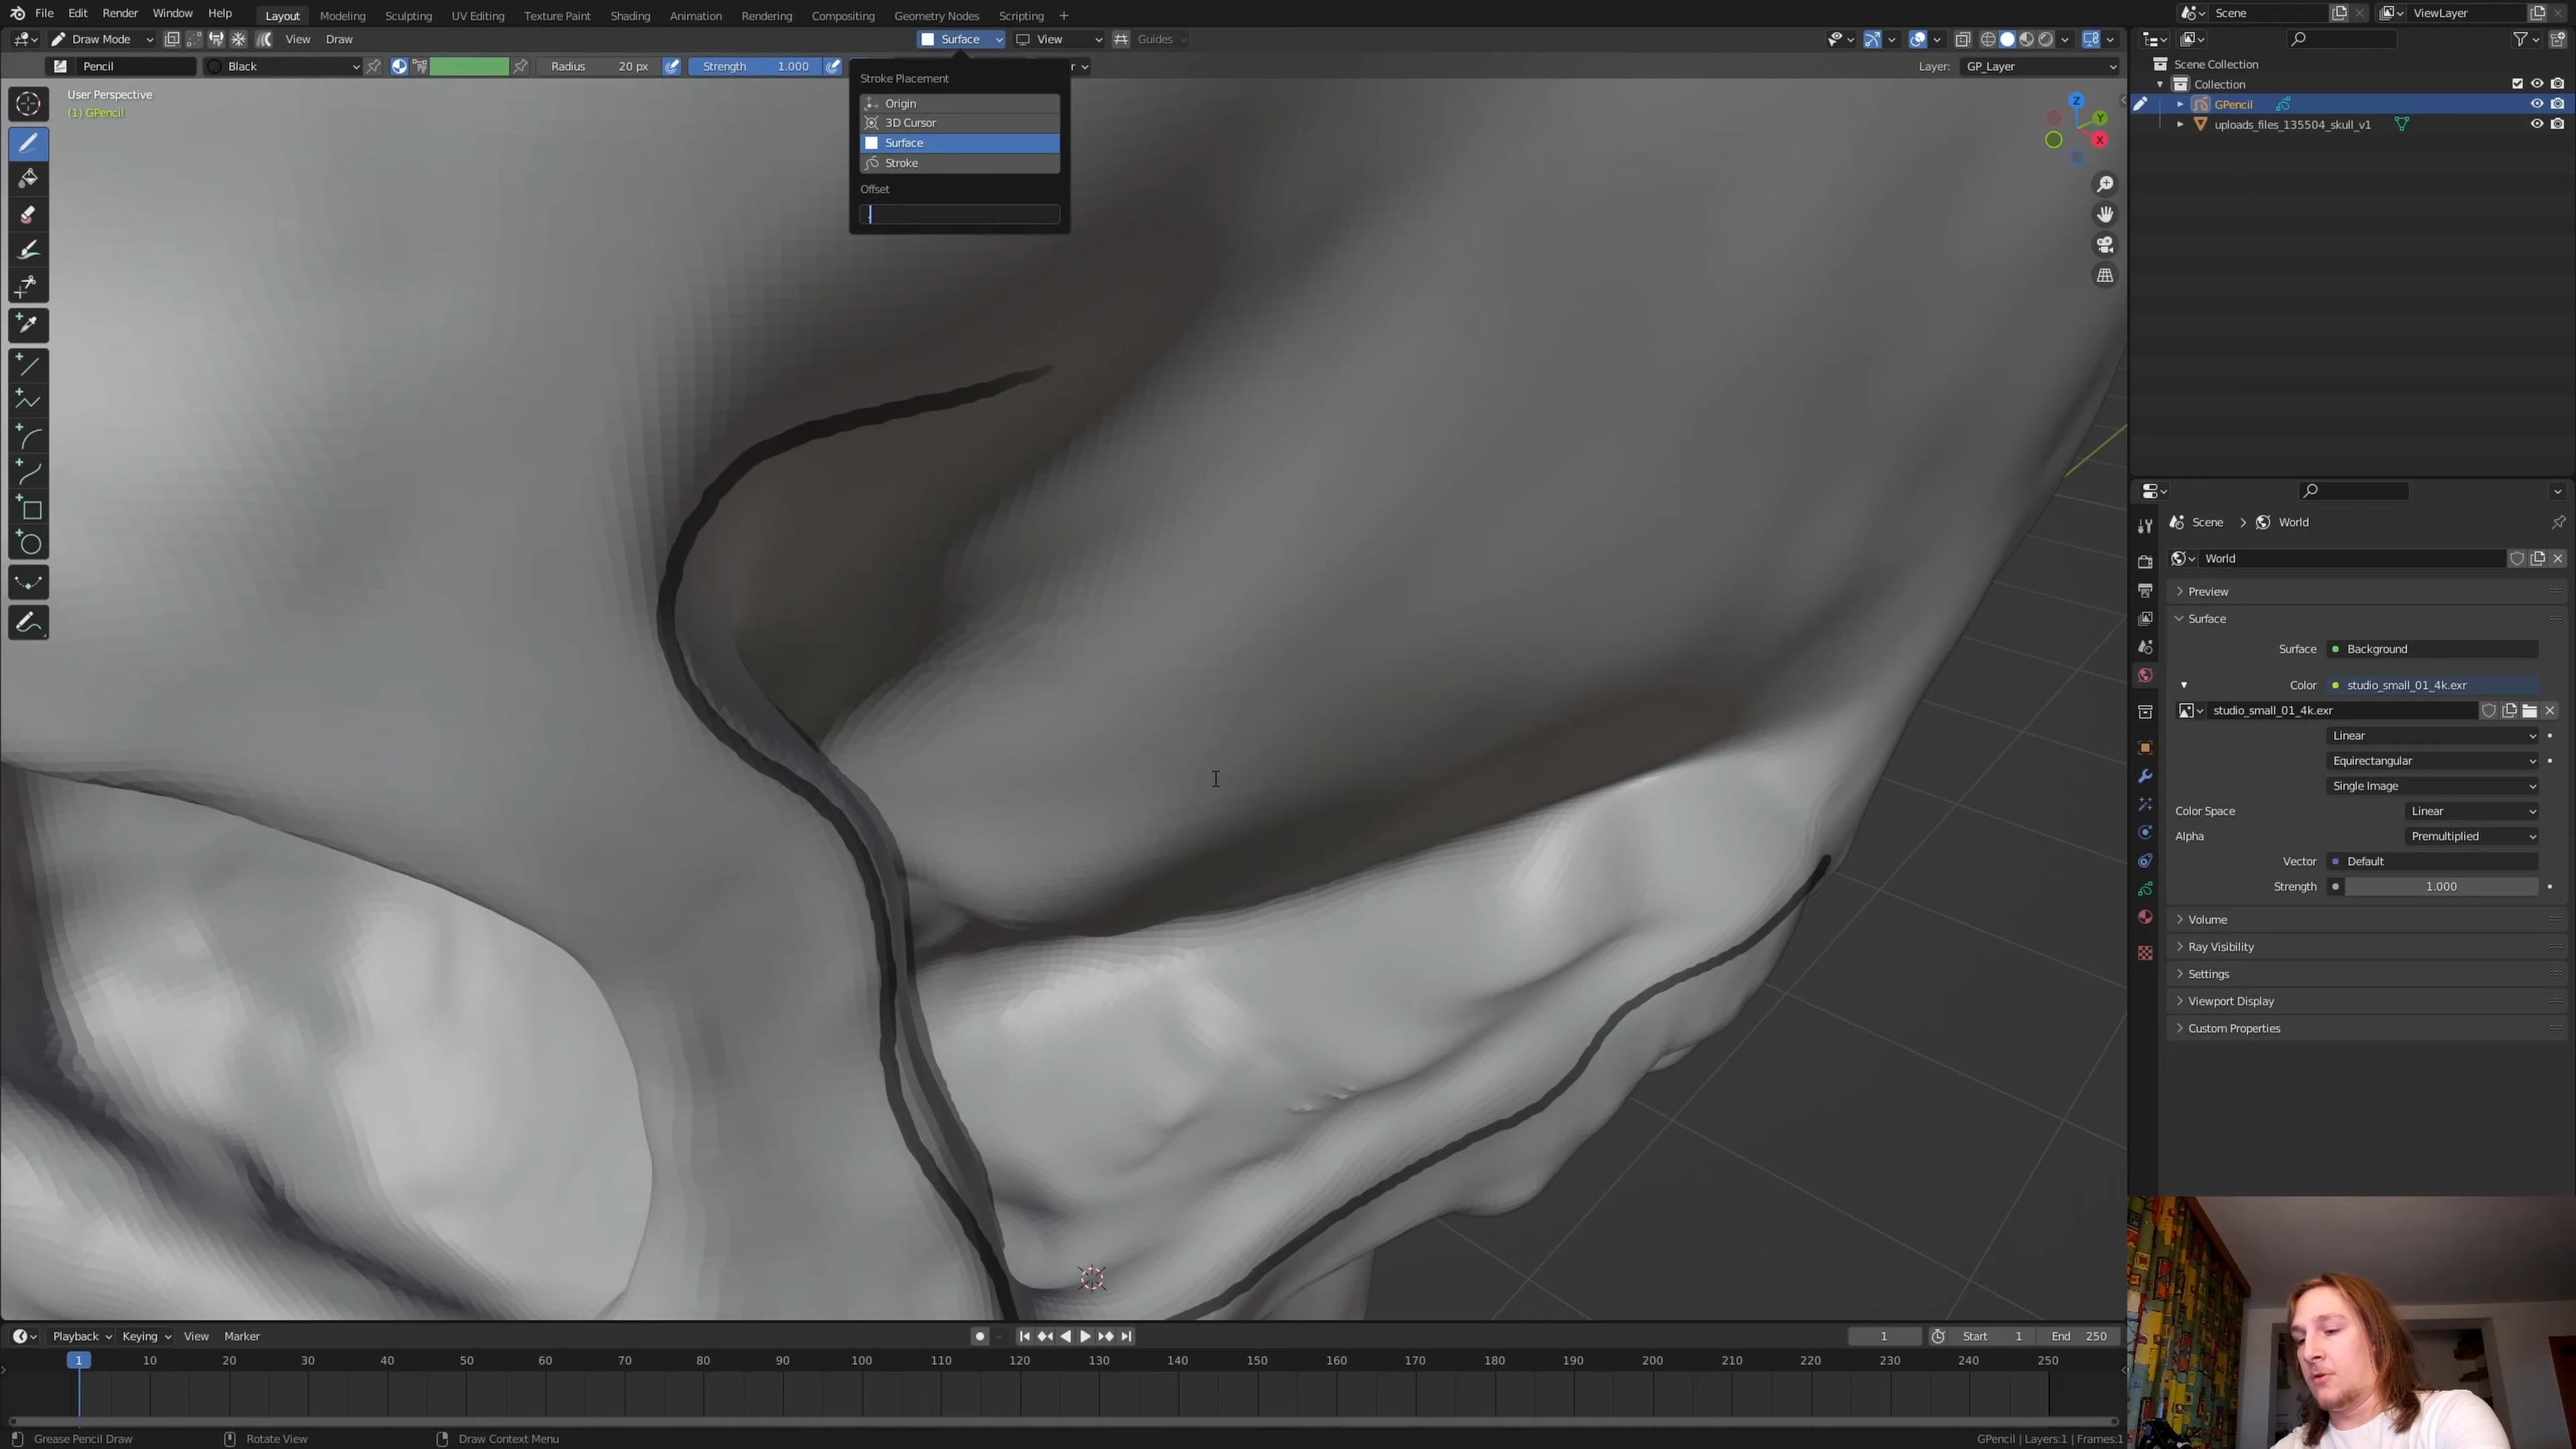 File Edit Render Window Help Layout Modeling Sculpting UV Editing Texture Paint Shading Animation Rendering Compositing Geometry Nodes Scripting + Scene ViewLayer
Draw Mode View Draw Surface View Guides
Pencil Black Radius 20 px Strength 1.000 Layer: GP_Layer
User Perspective
(1) GPencil
Stroke Placement
Origin
3D Cursor
Surface
Stroke
Offset
Z
Y
X
Scene Collection
Collection
GPencil
uploads_files_135504_skull_v1
Scene > World
World
Preview
Surface
Surface Background
Color studio_small_01_4k.exr
studio_small_01_4k.exr
Linear
Equirectangular
Single Image
Color Space Linear
Alpha Premultiplied
Vector Default
Strength 1.000
Volume
Ray Visibility
Settings
Viewport Display
Custom Properties
Playback Keying View Marker 1 Start 1 End 250
1 10 20 30 40 50 60 70 80 90 100 110 120 130 140 150 160 170 180 190 200 210 220 230 240 250
Grease Pencil Draw Rotate View Draw Context Menu GPencil | Layers:1 | Frames:1